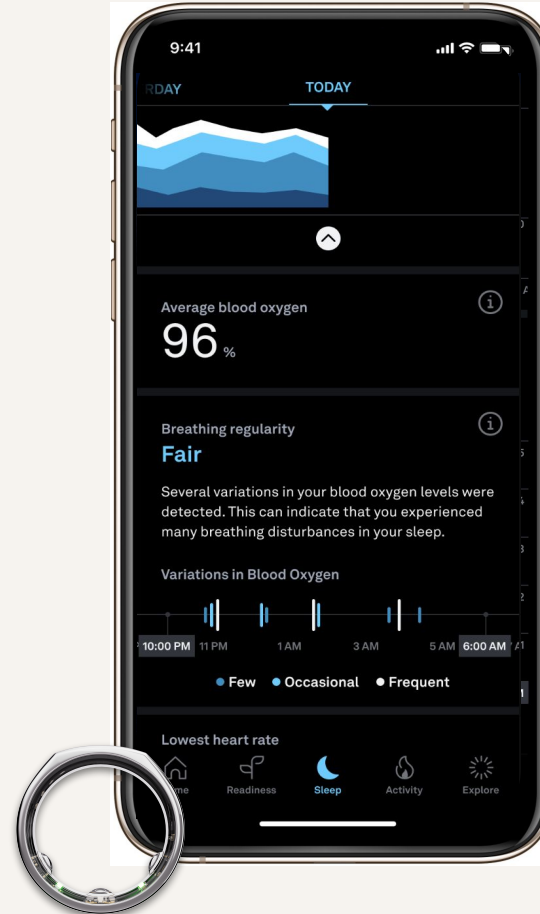 9:41
RDAY
TODAY
Average blood oxygen
96 %
Breathing regularity
Fair
Several variations in your blood oxygen levels were
detected. This can indicate that you experienced
many breathing disturbances in your sleep.
Variations in Blood Oxygen
10:00 PM 11 PM 1 AM 3 AM 5 AM 6:00 AM
Few Occasional Frequent
Lowest heart rate
me Readiness Sleep Activity Explore